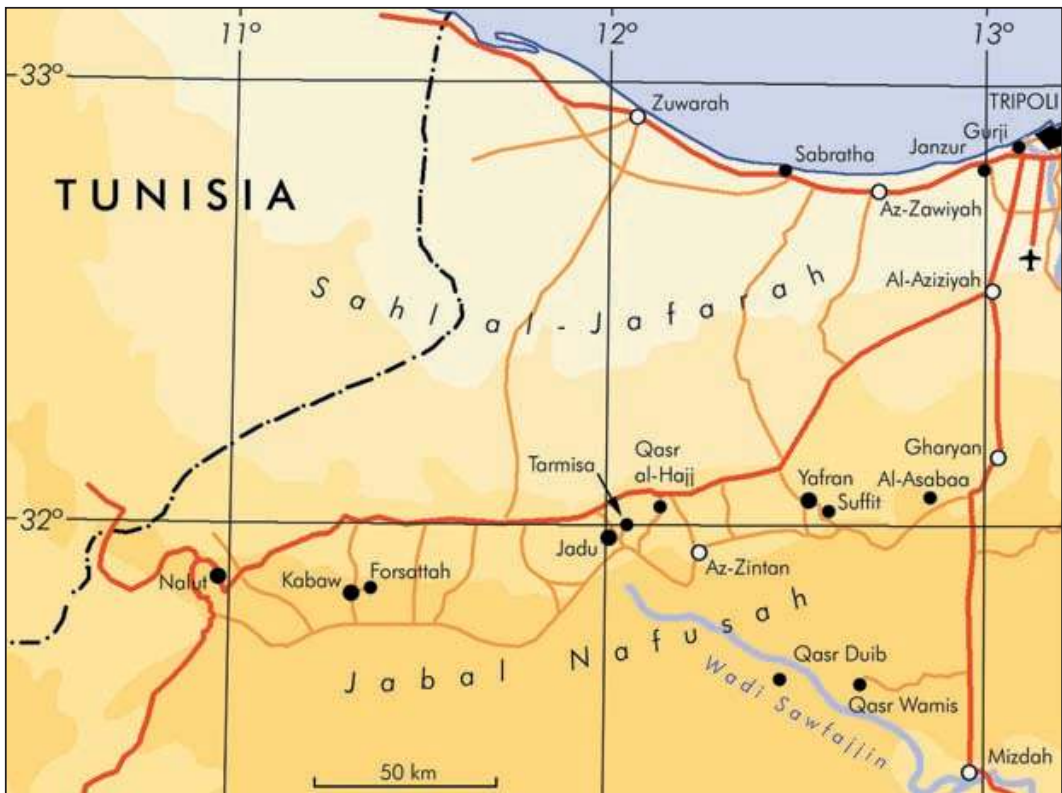 11°
12°
13°
33°
Zuwarah
TRIPOLI
Gurji
Janzur
Sabratha
TUNISIA
Az-Zawiyah
Al-Aziziyah
Sahl al-Jafarah
Gharyan
Qasr
al-Hajj
Tarmisa
Yafran
Al-Asabaa
Suffit
32°
Jadu
Az-Zintan
Nalut
Kabaw
Forsattah
Jabal Nafusah
Qasr Duib
Wadi Sawfajjin
Qasr Wamis
Mizdah
50 km